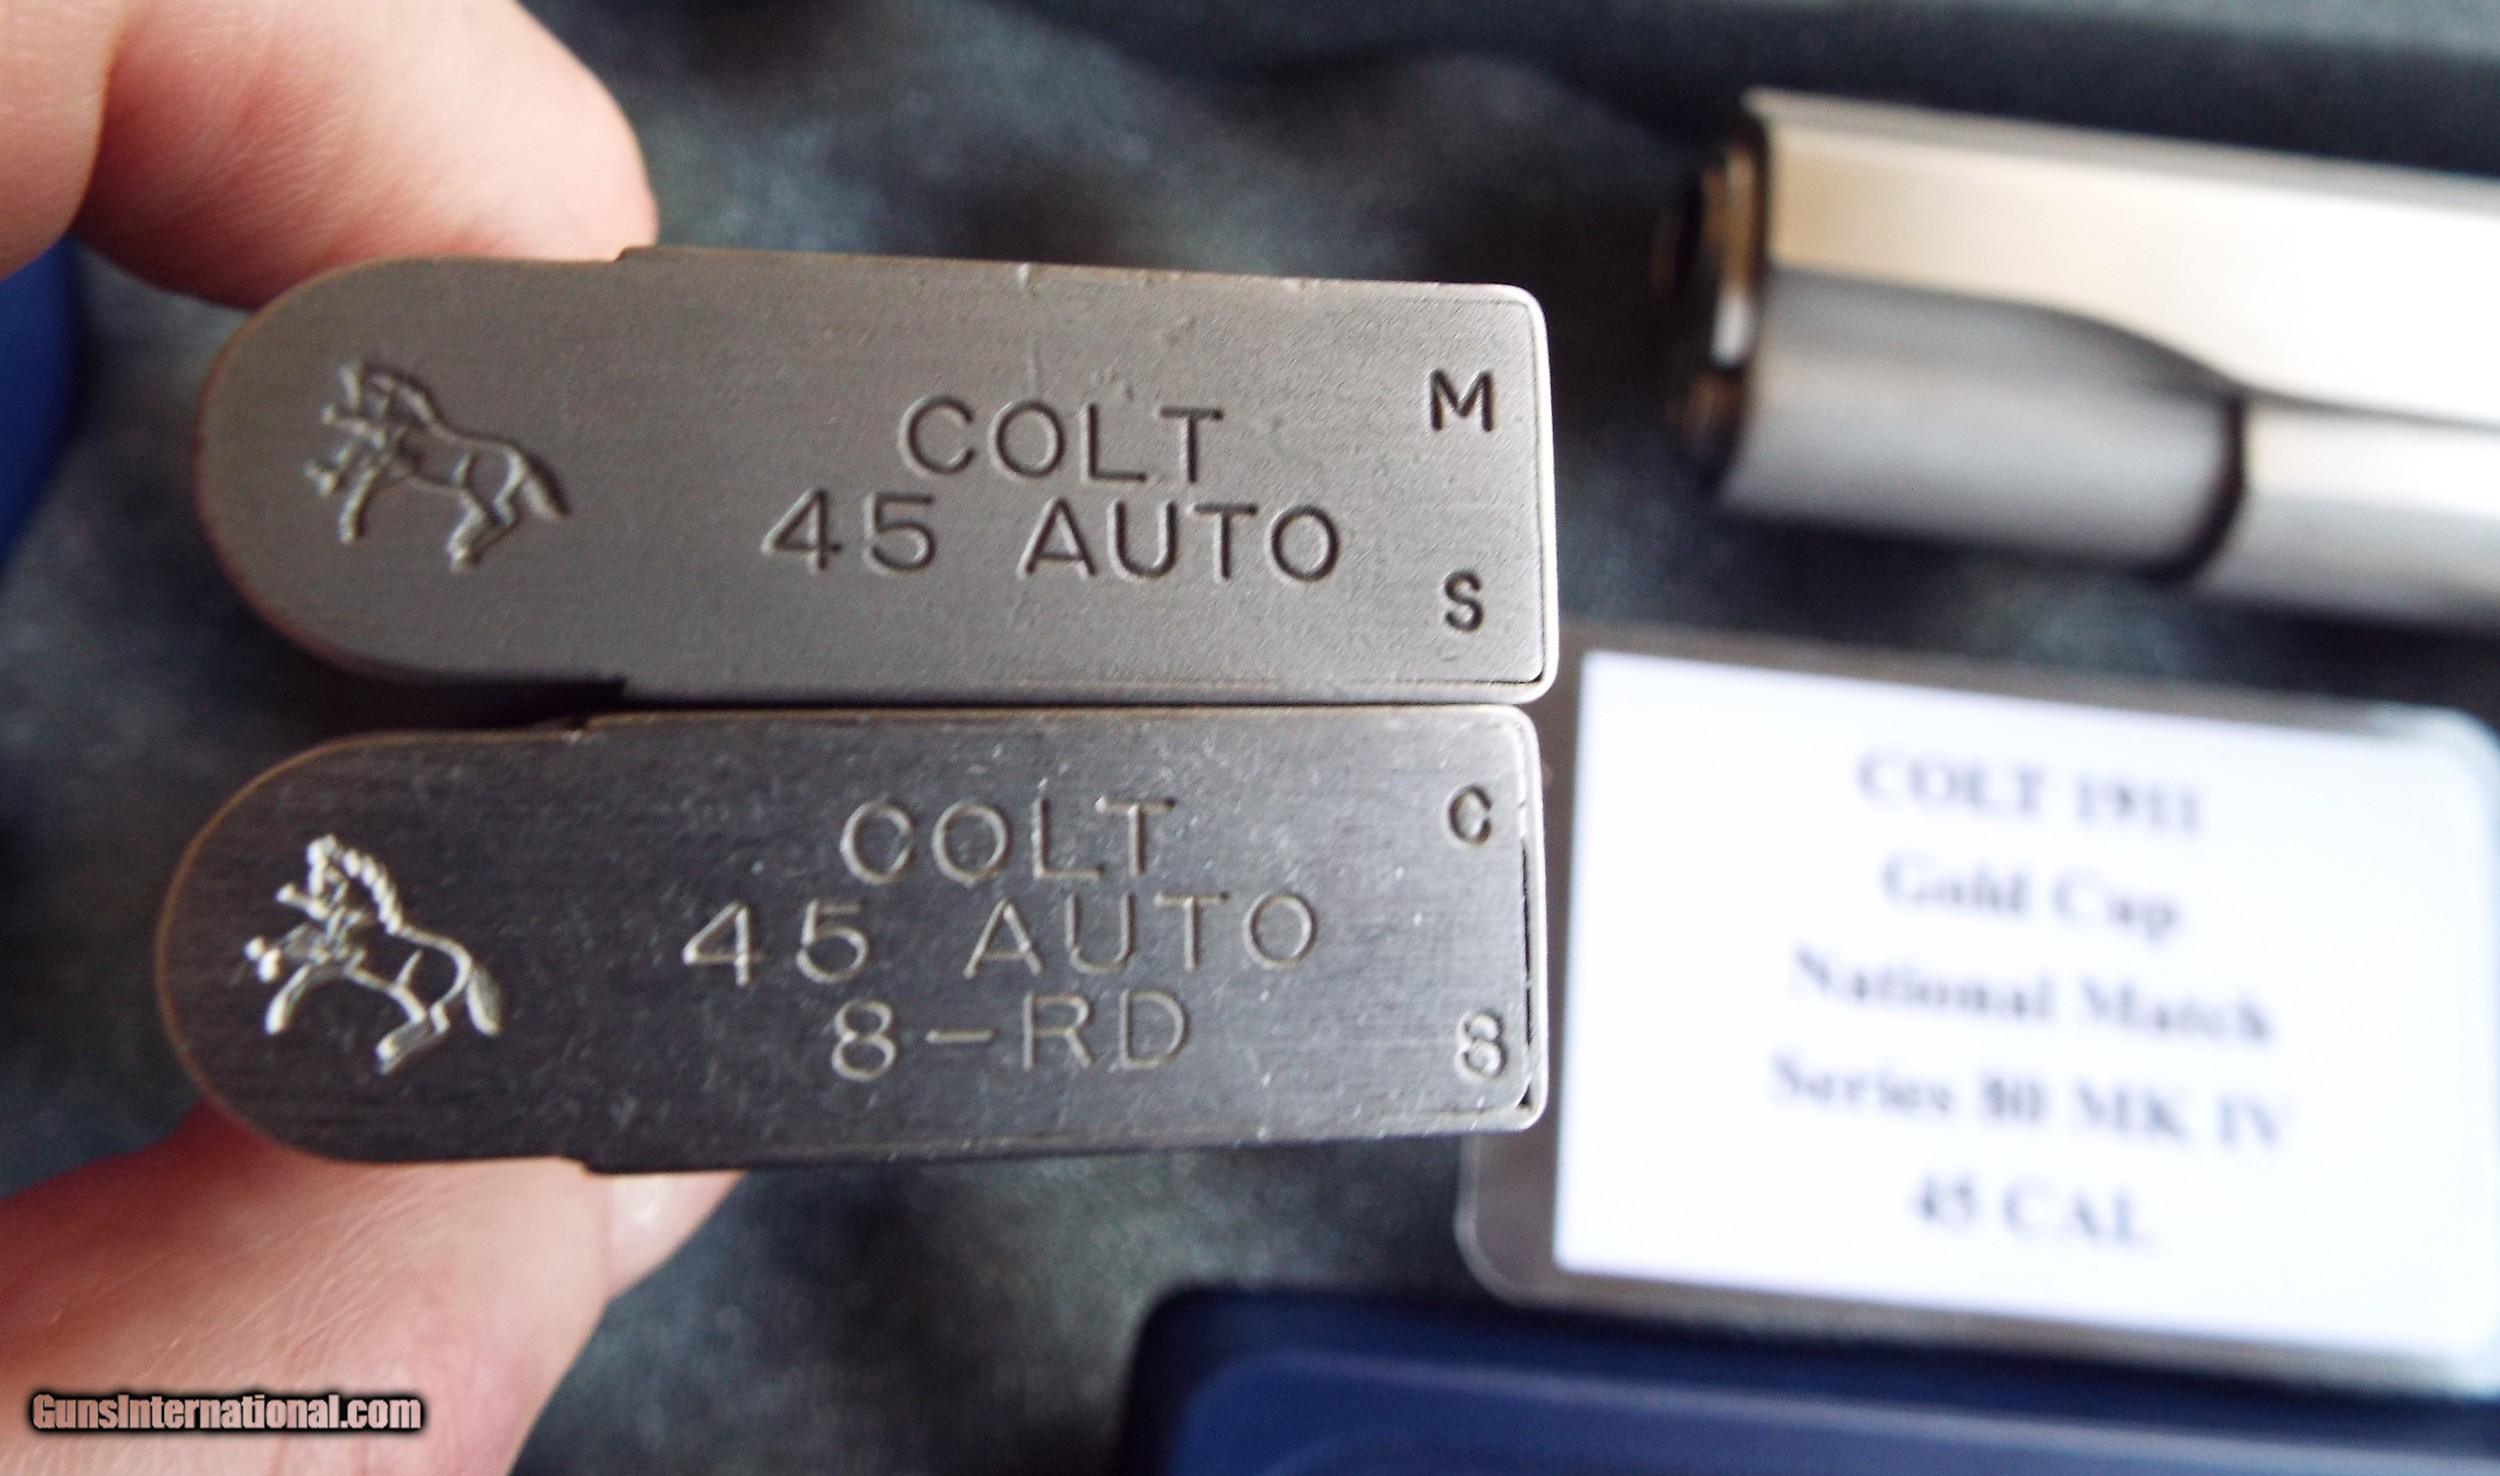 COLT
45 AUTO
M
S
COLT
45 AUTO
8-RD
C
8
COLT 1911
Gold Cup
National Match
Series 80 MK IV
45 CAL
GunsInternational.com